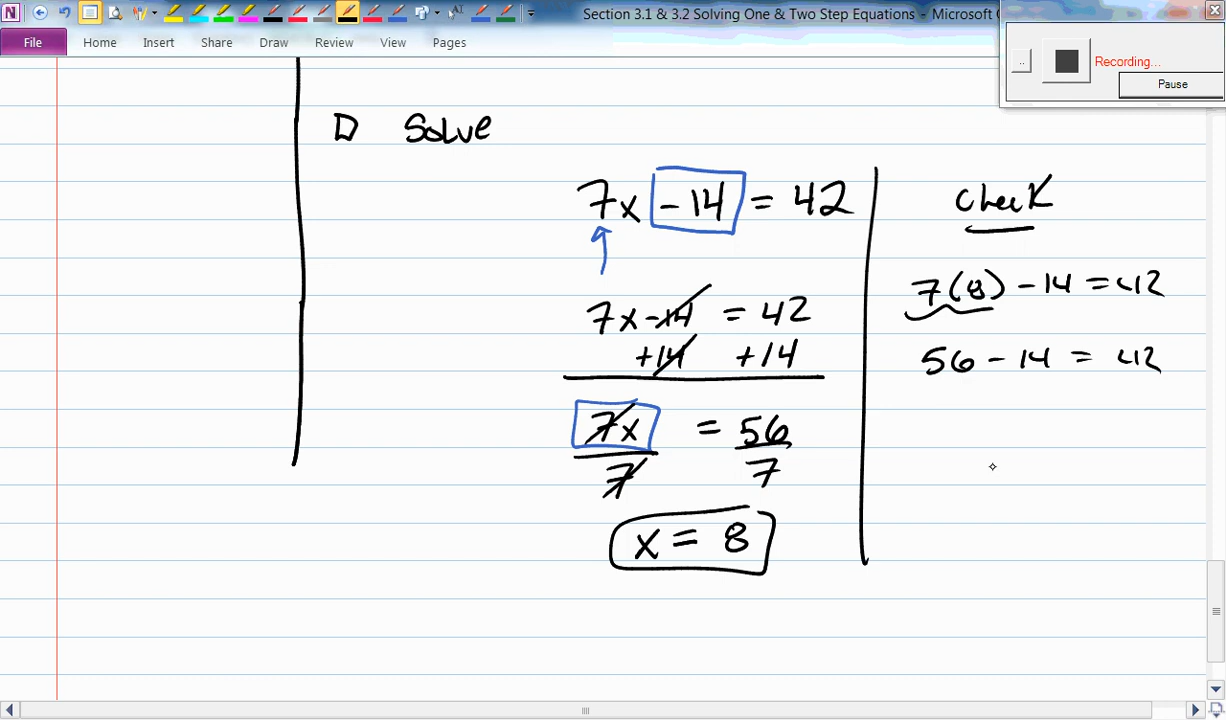 Section 3.1 & 3.2 Solving One & Two Step Equations - Microsoft
File Home Insert Share Draw Review View Pages
Recording...
Pause
D Solve
7x - 14 = 42
7x - 14 = 42
+14 +14
7x = 56
7 7
x = 8
check
7(8) - 14 = 42
56 - 14 = 42